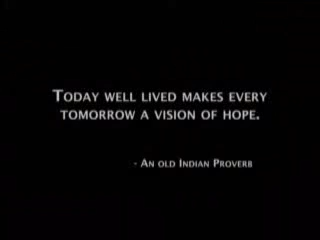 Today well lived makes every
tomorrow a vision of hope.
- An old Indian Proverb